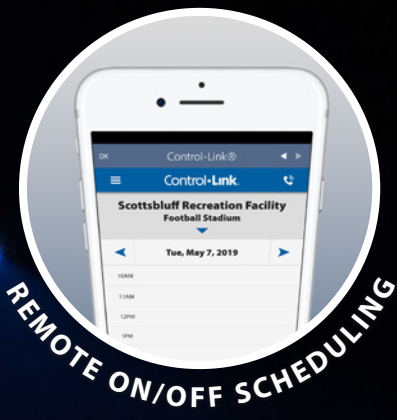 OK Control-Link®
Control•Link.
Scottsbluff Recreation Facility
Football Stadium
Tue, May 7, 2019
10AM
11AM
12PM
1PM
REMOTE ON/OFF SCHEDULING